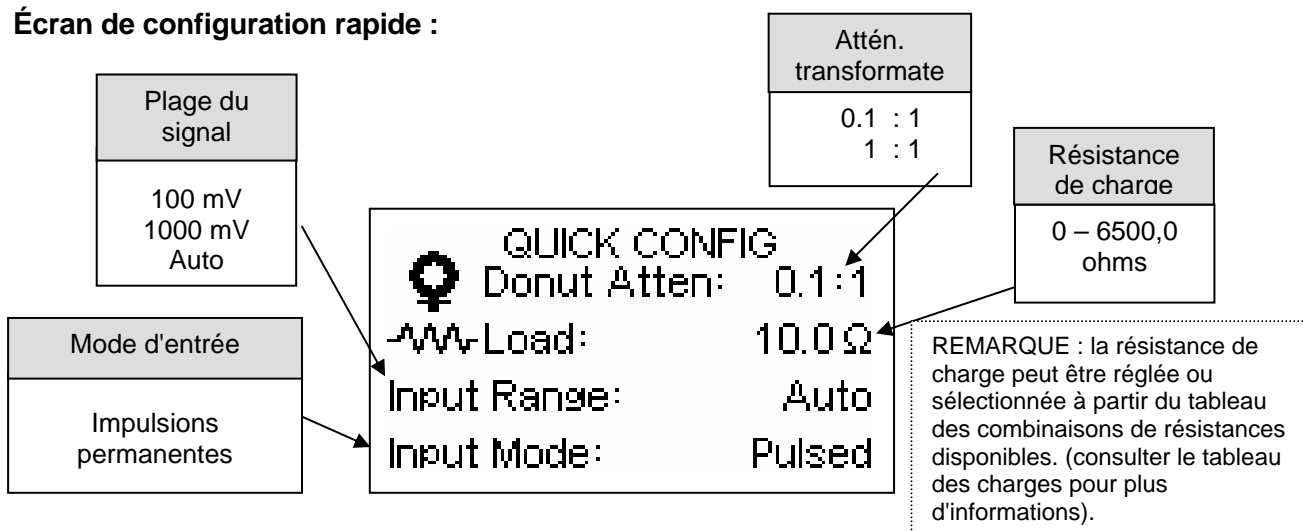 Écran de configuration rapide :
Attén.
transformate
0.1 : 1
1 : 1
Plage du
signal
100 mV
1000 mV
Auto
Résistance
de charge
0 – 6500,0
ohms
Mode d'entrée
Impulsions
permanentes
QUICK CONFIG
Donut Atten: 0.1:1
Load: 10.0 Ω
Input Range: Auto
Input Mode: Pulsed
REMARQUE : la résistance de
charge peut être réglée ou
sélectionnée à partir du tableau
des combinaisons de résistances
disponibles. (consulter le tableau
des charges pour plus
d'informations).